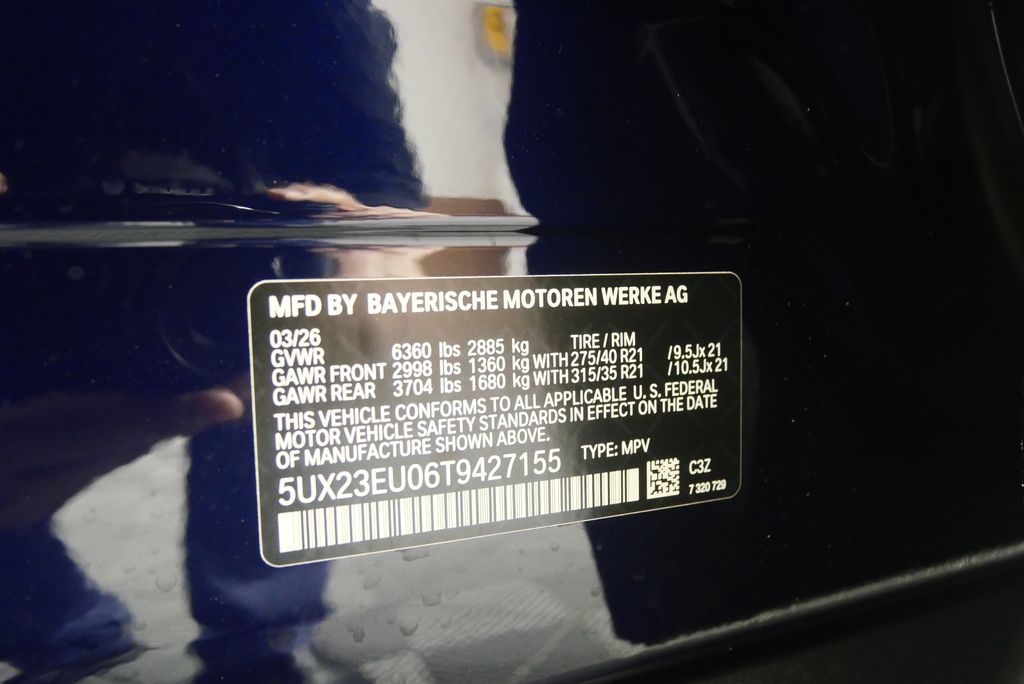 MFD BY BAYERISCHE MOTOREN WERKE AG
03/26 TIRE / RIM
GVWR 6360 lbs 2885 kg
GAWR FRONT 2998 lbs 1360 kg WITH 275/40 R21 /9.5Jx21
GAWR REAR 3704 lbs 1680 kg WITH 315/35 R21 /10.5Jx21
THIS VEHICLE CONFORMS TO ALL APPLICABLE U.S. FEDERAL
MOTOR VEHICLE SAFETY STANDARDS IN EFFECT ON THE DATE
OF MANUFACTURE SHOWN ABOVE.
TYPE: MPV
5UX23EU06T9427155
C3Z
7 320 729